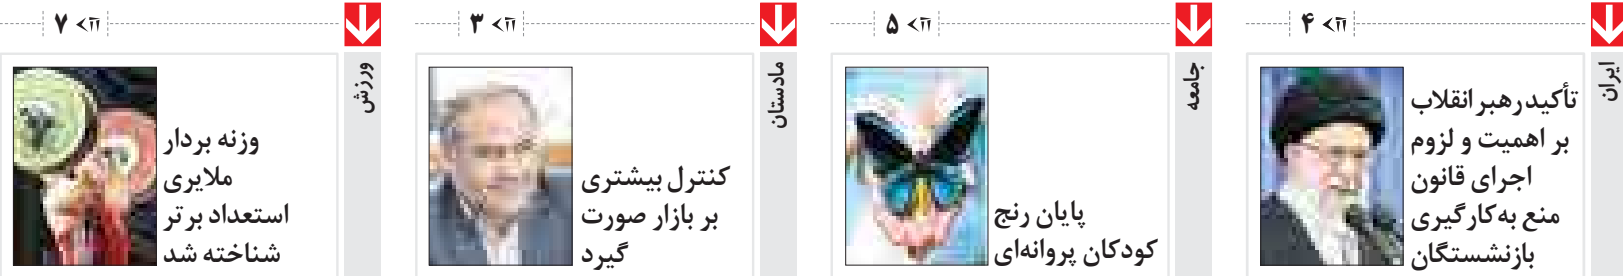 ۴
ایران
تأکید رهبر انقلاب
بر اهمیت و لزوم
اجرای قانون
منع به‌کارگیری
بازنشستگان
۵
جامعه
پایان رنج
کودکان پروانه‌ای
۳
مادستان
کنترل بیشتری
بر بازار صورت
گیرد
۷
ورزش
وزنه بردار
ملایری
استعداد برتر
شناخته شد